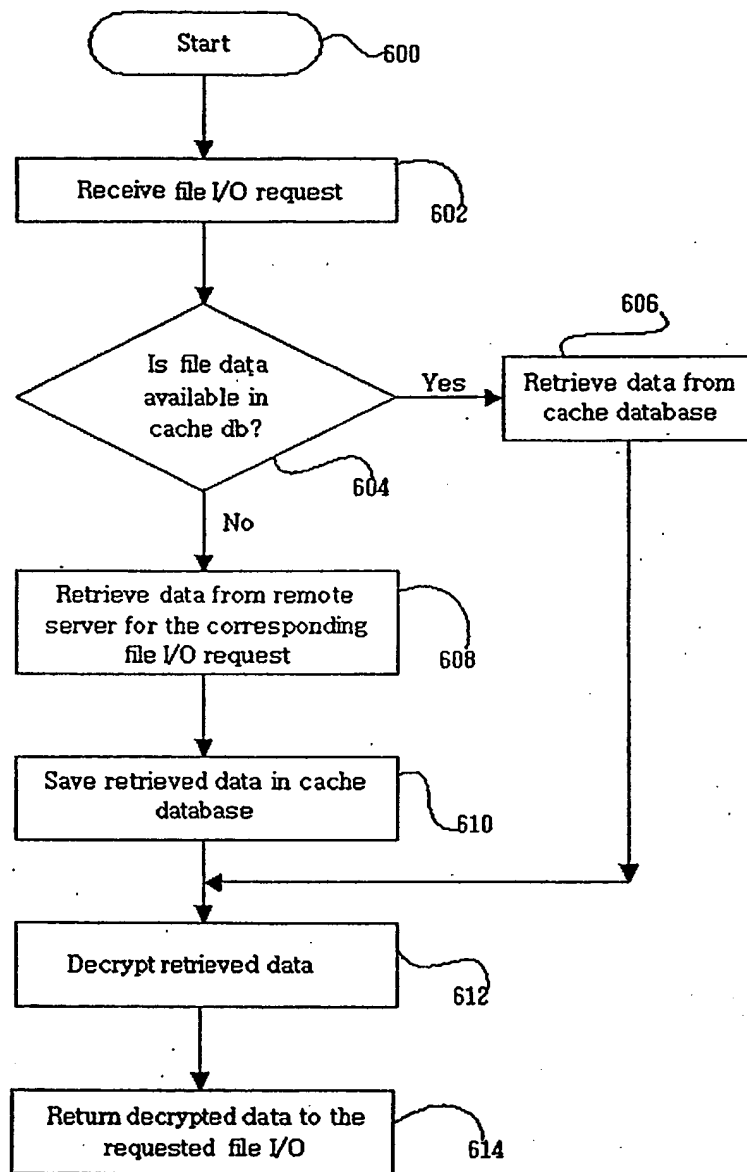 Start
600
Receive file I/O request
602
Is file data
available in
cache db?
604
Yes
606
Retrieve data from
cache database
No
Retrieve data from remote
server for the corresponding
file I/O request
608
Save retrieved data in cache
database
610
Decrypt retrieved data
612
Return decrypted data to the
requested file I/O
614